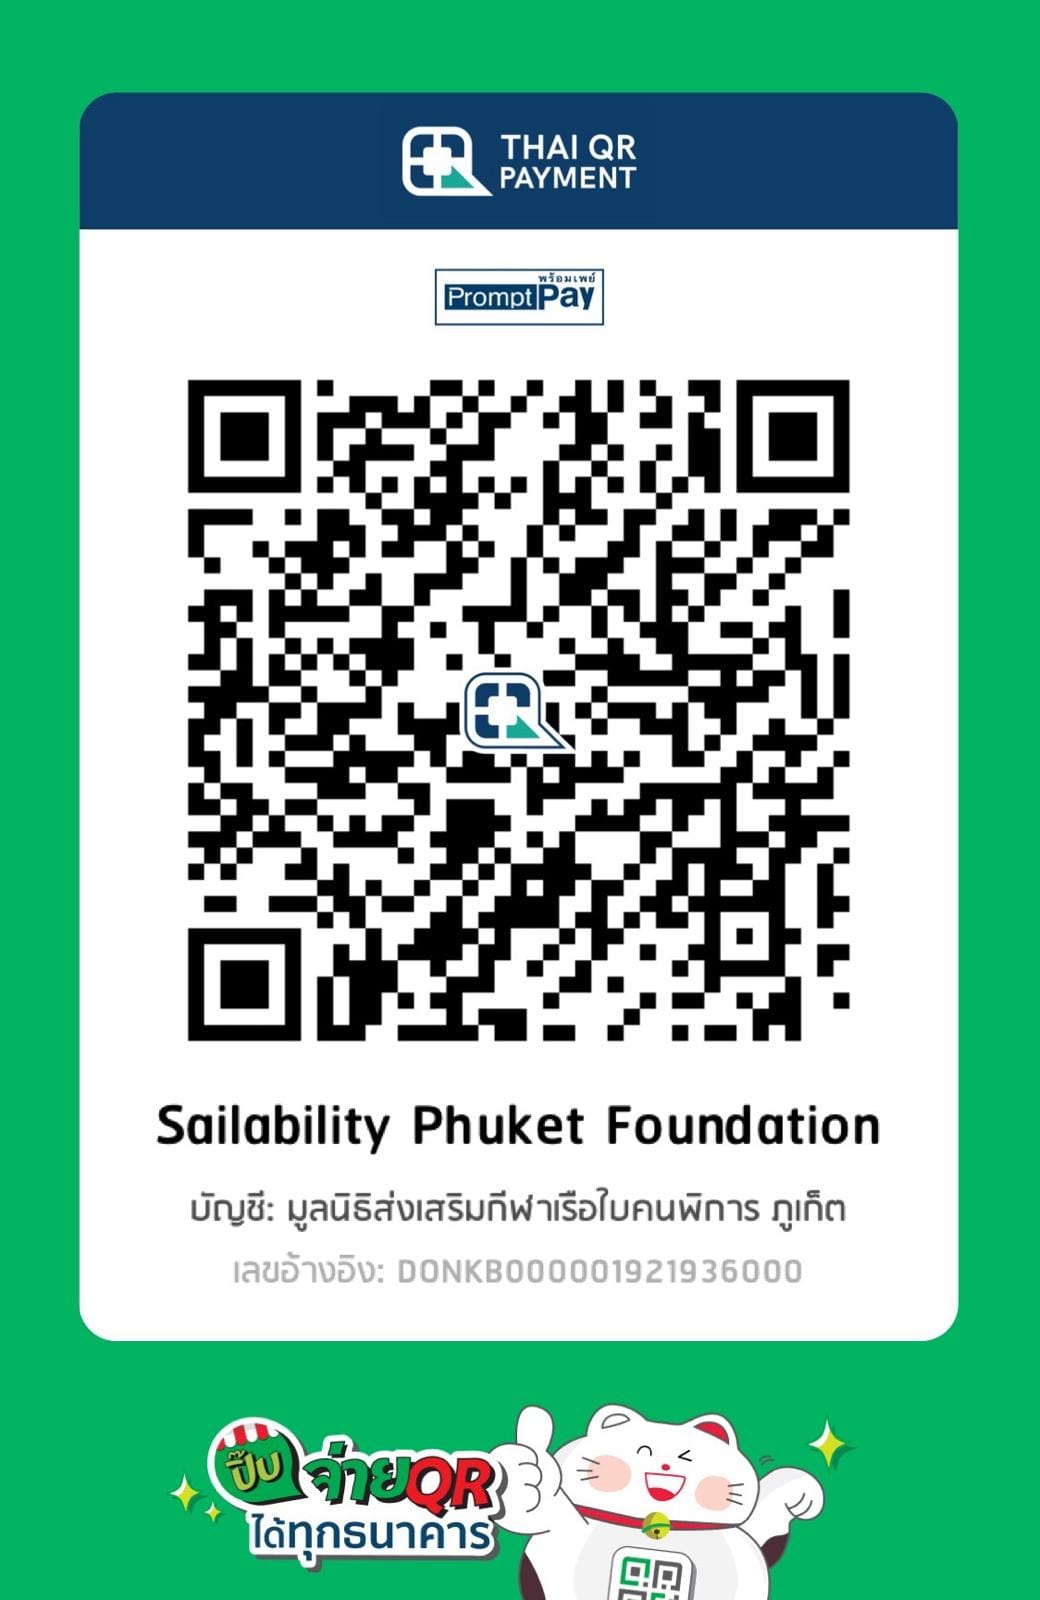 THAI QR
PAYMENT
พร้อมเพย์
PromptPay
Sailability Phuket Foundation
บัญชี: มูลนิธิส่งเสริมกีฬาเรือใบคนพิการ ภูเก็ต
เลขอ้างอิง: DONKB000001921936000
ปิ๊บ จ่ายQR
ได้ทุกธนาคาร